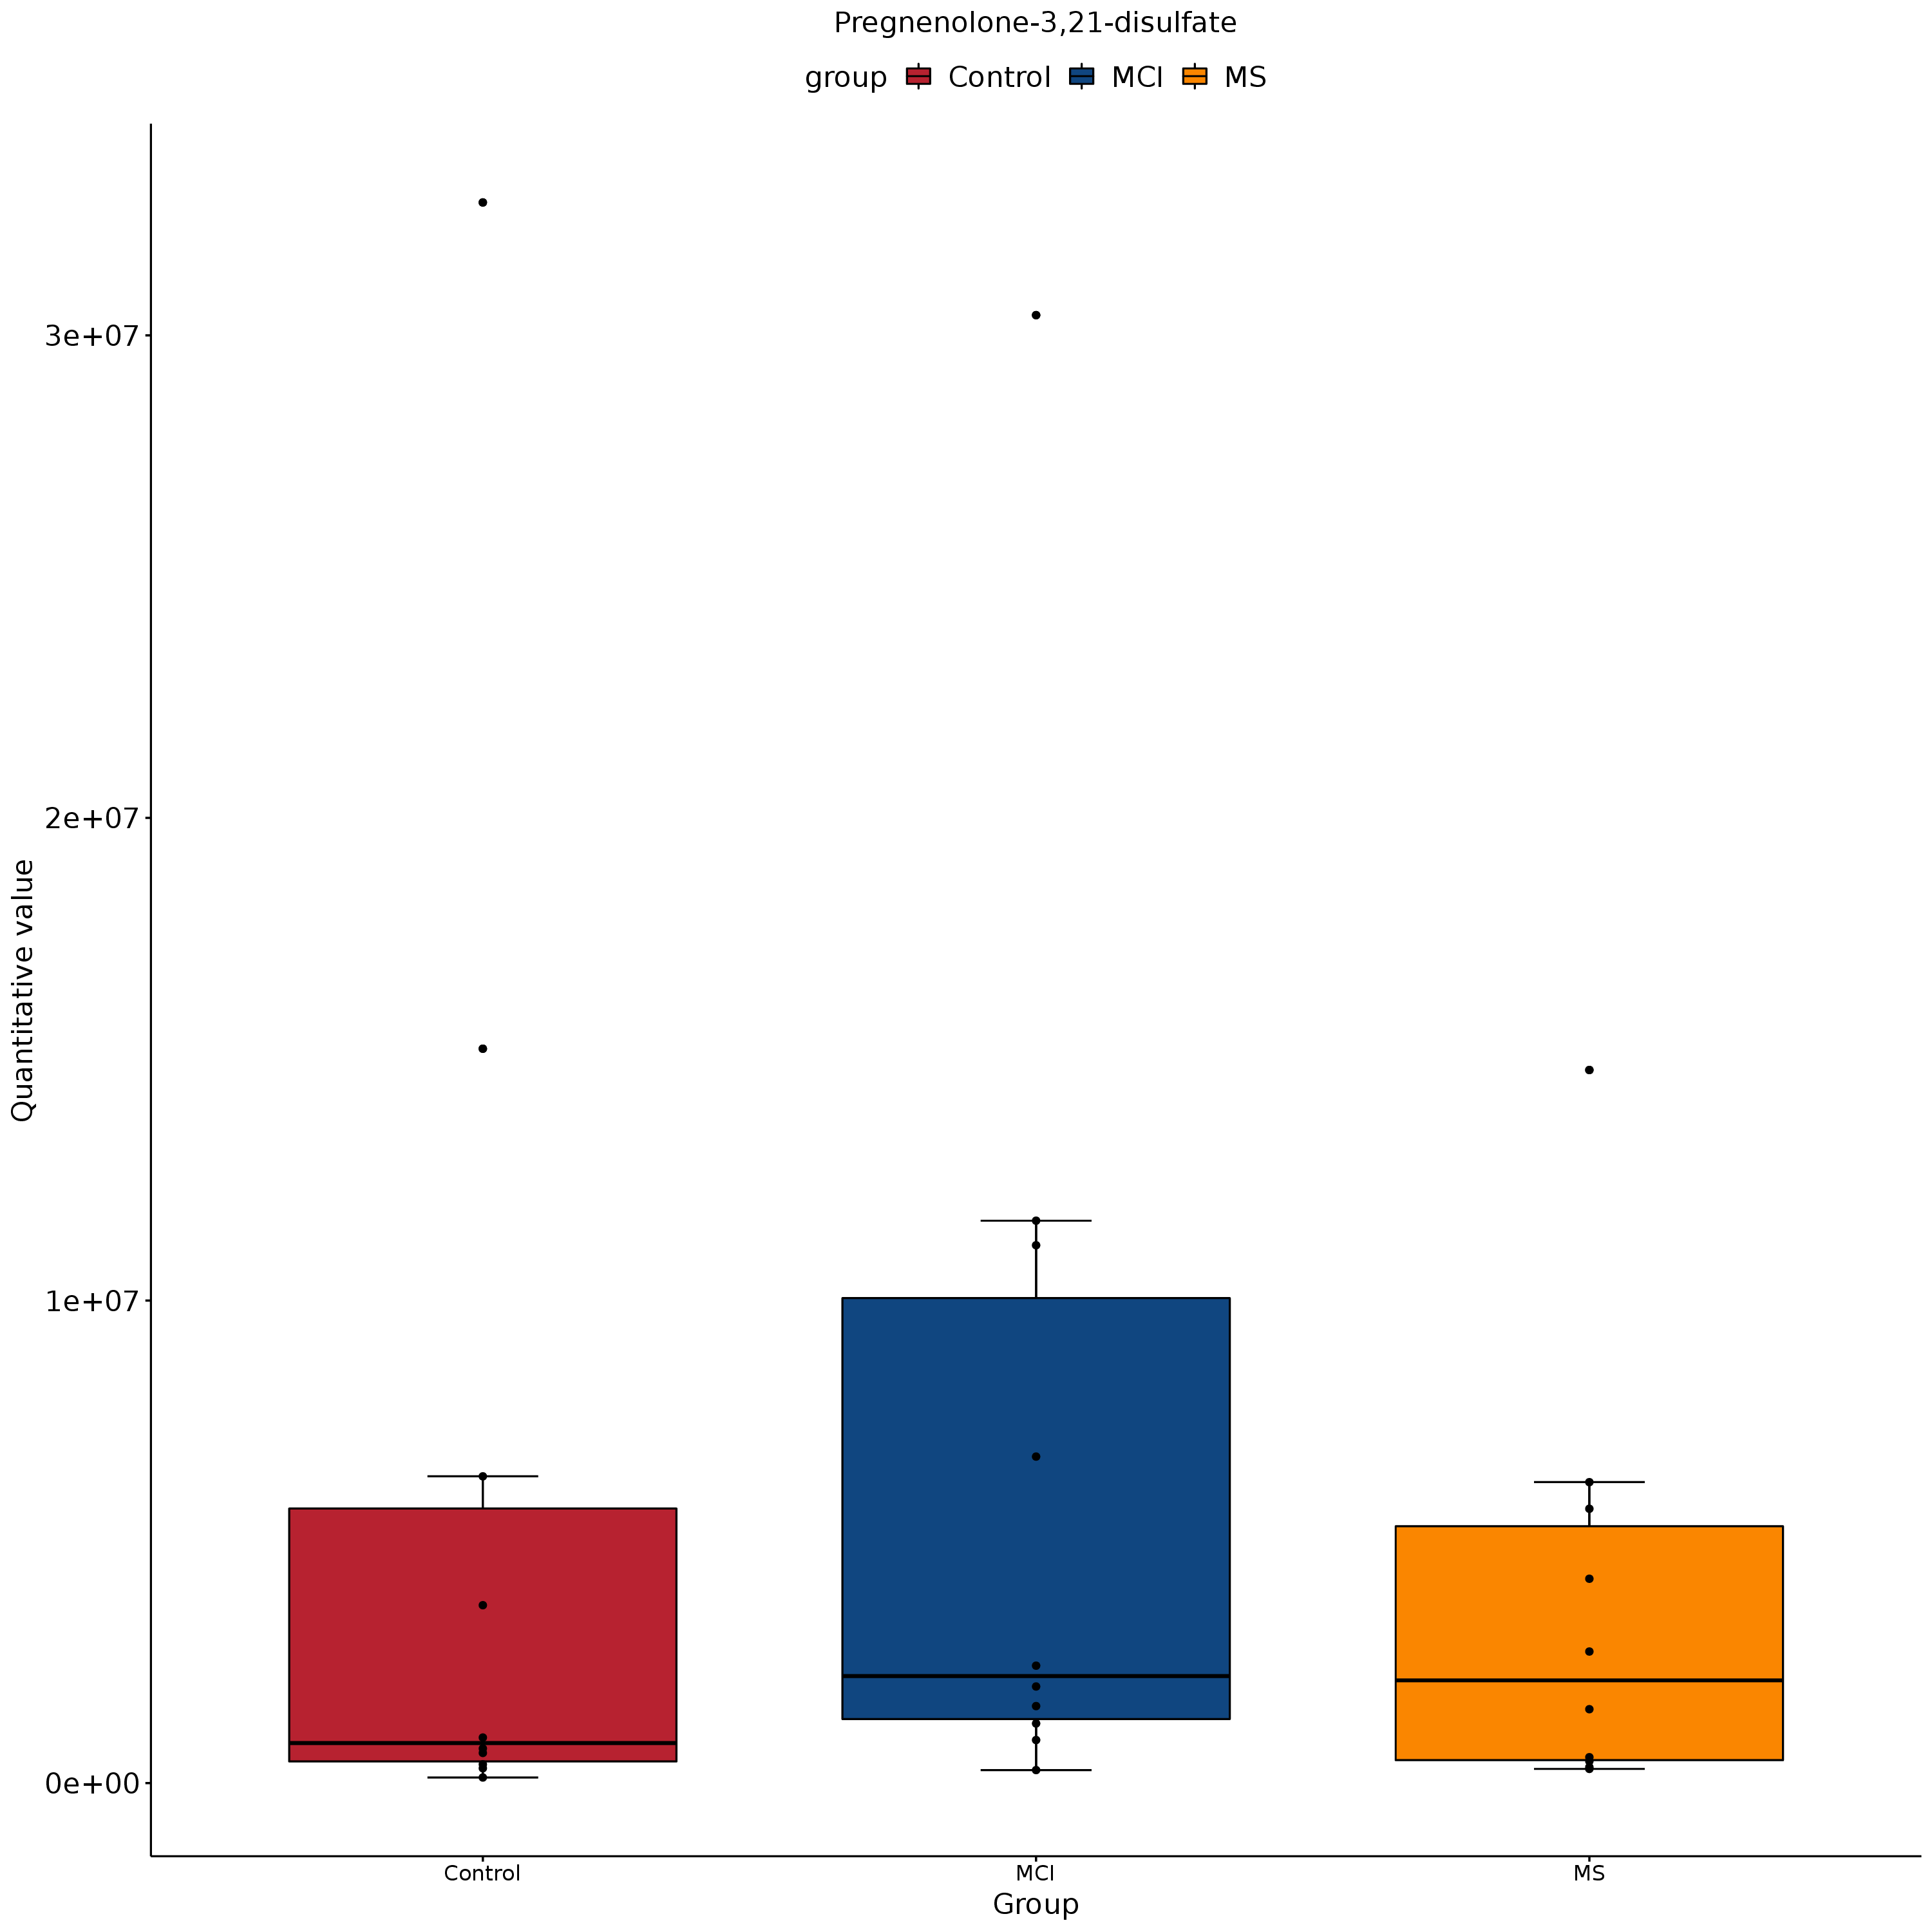 Pregnenolone-3,21-disulfate
group Control MCI MS
Quantitative value
3e+07
2e+07
1e+07
0e+00
Control MCI MS
Group